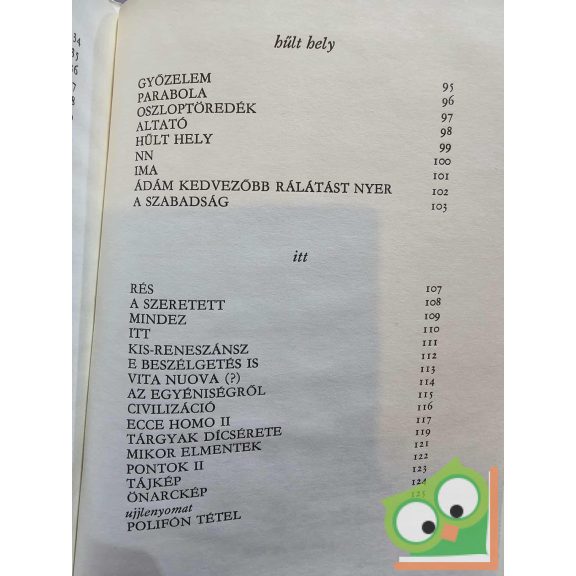 hűlt hely
GYŐZELEM 95
PARABOLA 96
OSZLOPTÖREDÉK 97
ALTATÓ 98
HŰLT HELY 99
NN 100
IMA 101
ÁDÁM KEDVEZŐBB RÁLÁTÁST NYER 102
A SZABADSÁG 103
itt
RÉS 107
A SZERETETT 108
MINDEZ 109
ITT 110
KIS-RENESZÁNSZ 111
E BESZÉLGETÉS IS 112
VITA NUOVA (?) 113
AZ EGYÉNISÉGRŐL 114
CIVILIZÁCIÓ 115
ECCE HOMO II 116
TÁRGYAK DÍCSÉRETE 117
MIKOR ELMENTEK 119
PONTOK II 121
TÁJKÉP 122
ÖNARCKÉP 123
ujjlenyomat 124
POLIFÓN TÉTEL 125